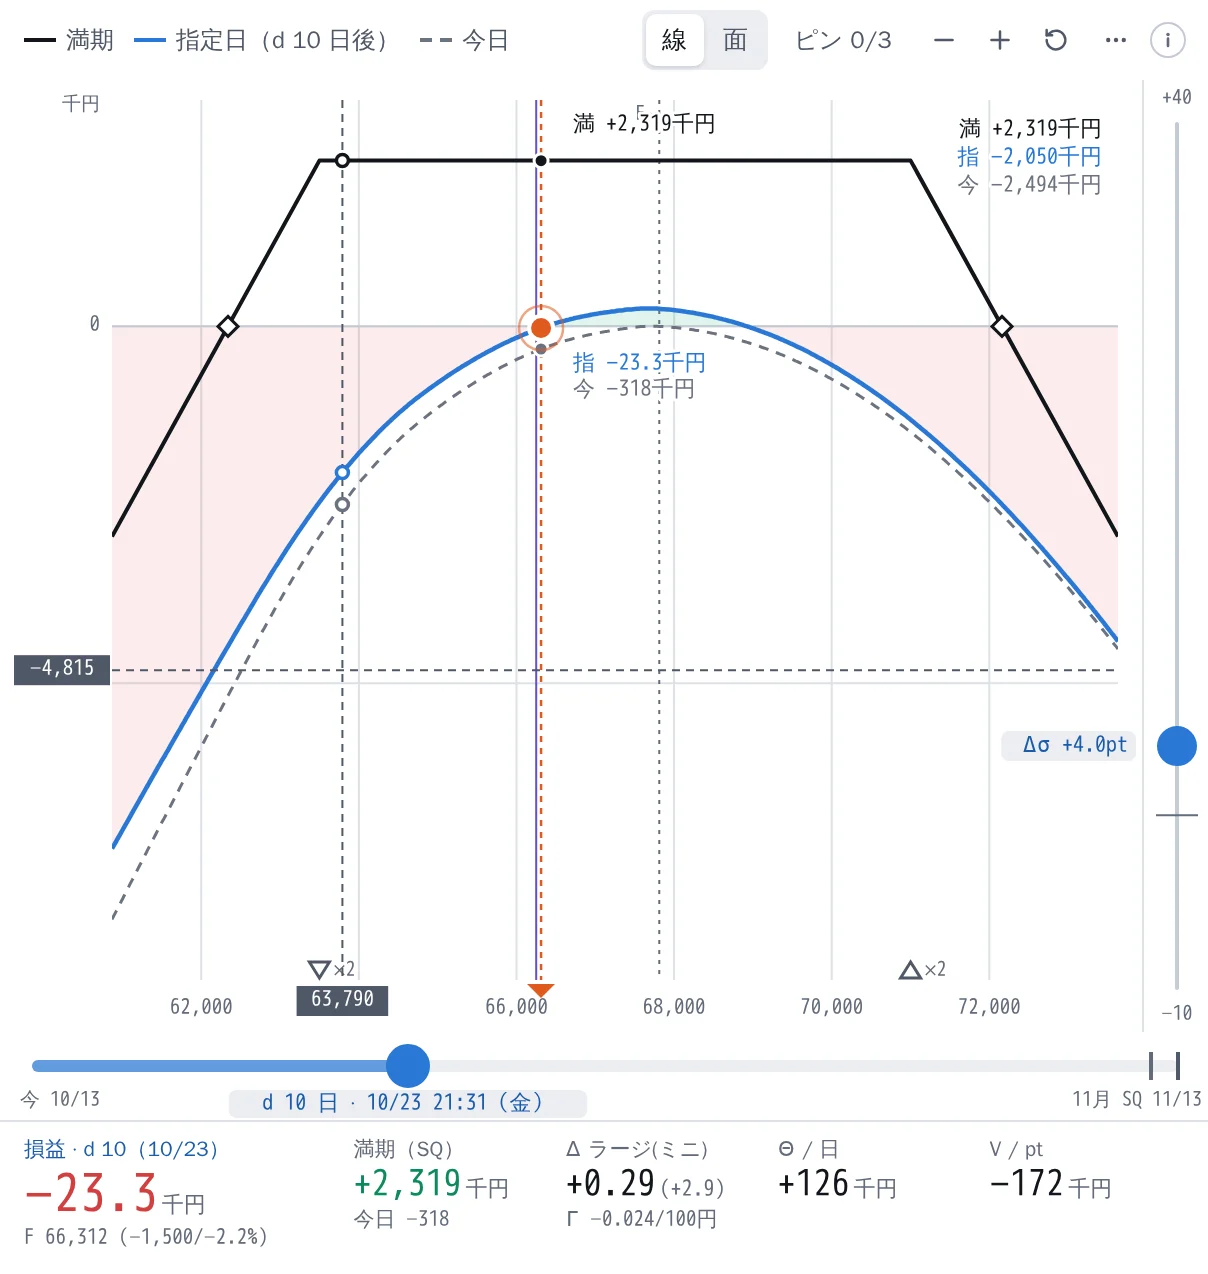 満期 指定日（d 10 日後） 今日 線 面 ピン 0/3 − + ··· i
千円
+40
F
満 +2,319千円
満 +2,319千円
指 −2,050千円
今 −2,494千円
0
指 −23.3千円
今 −318千円
−4,815
Δσ +4.0pt
×2
×2
62,000 63,790 66,000 68,000 70,000 72,000
−10
今 10/13
d 10 日 · 10/23 21:31 (金)
11月 SQ 11/13
損益 · d 10（10/23）
−23.3千円
F 66,312 (−1,500/−2.2%)
満期（SQ）
+2,319千円
今日 −318
Δ ラージ(ミニ)
+0.29(+2.9)
Γ −0.024/100円
Θ / 日
+126千円
V / pt
−172千円